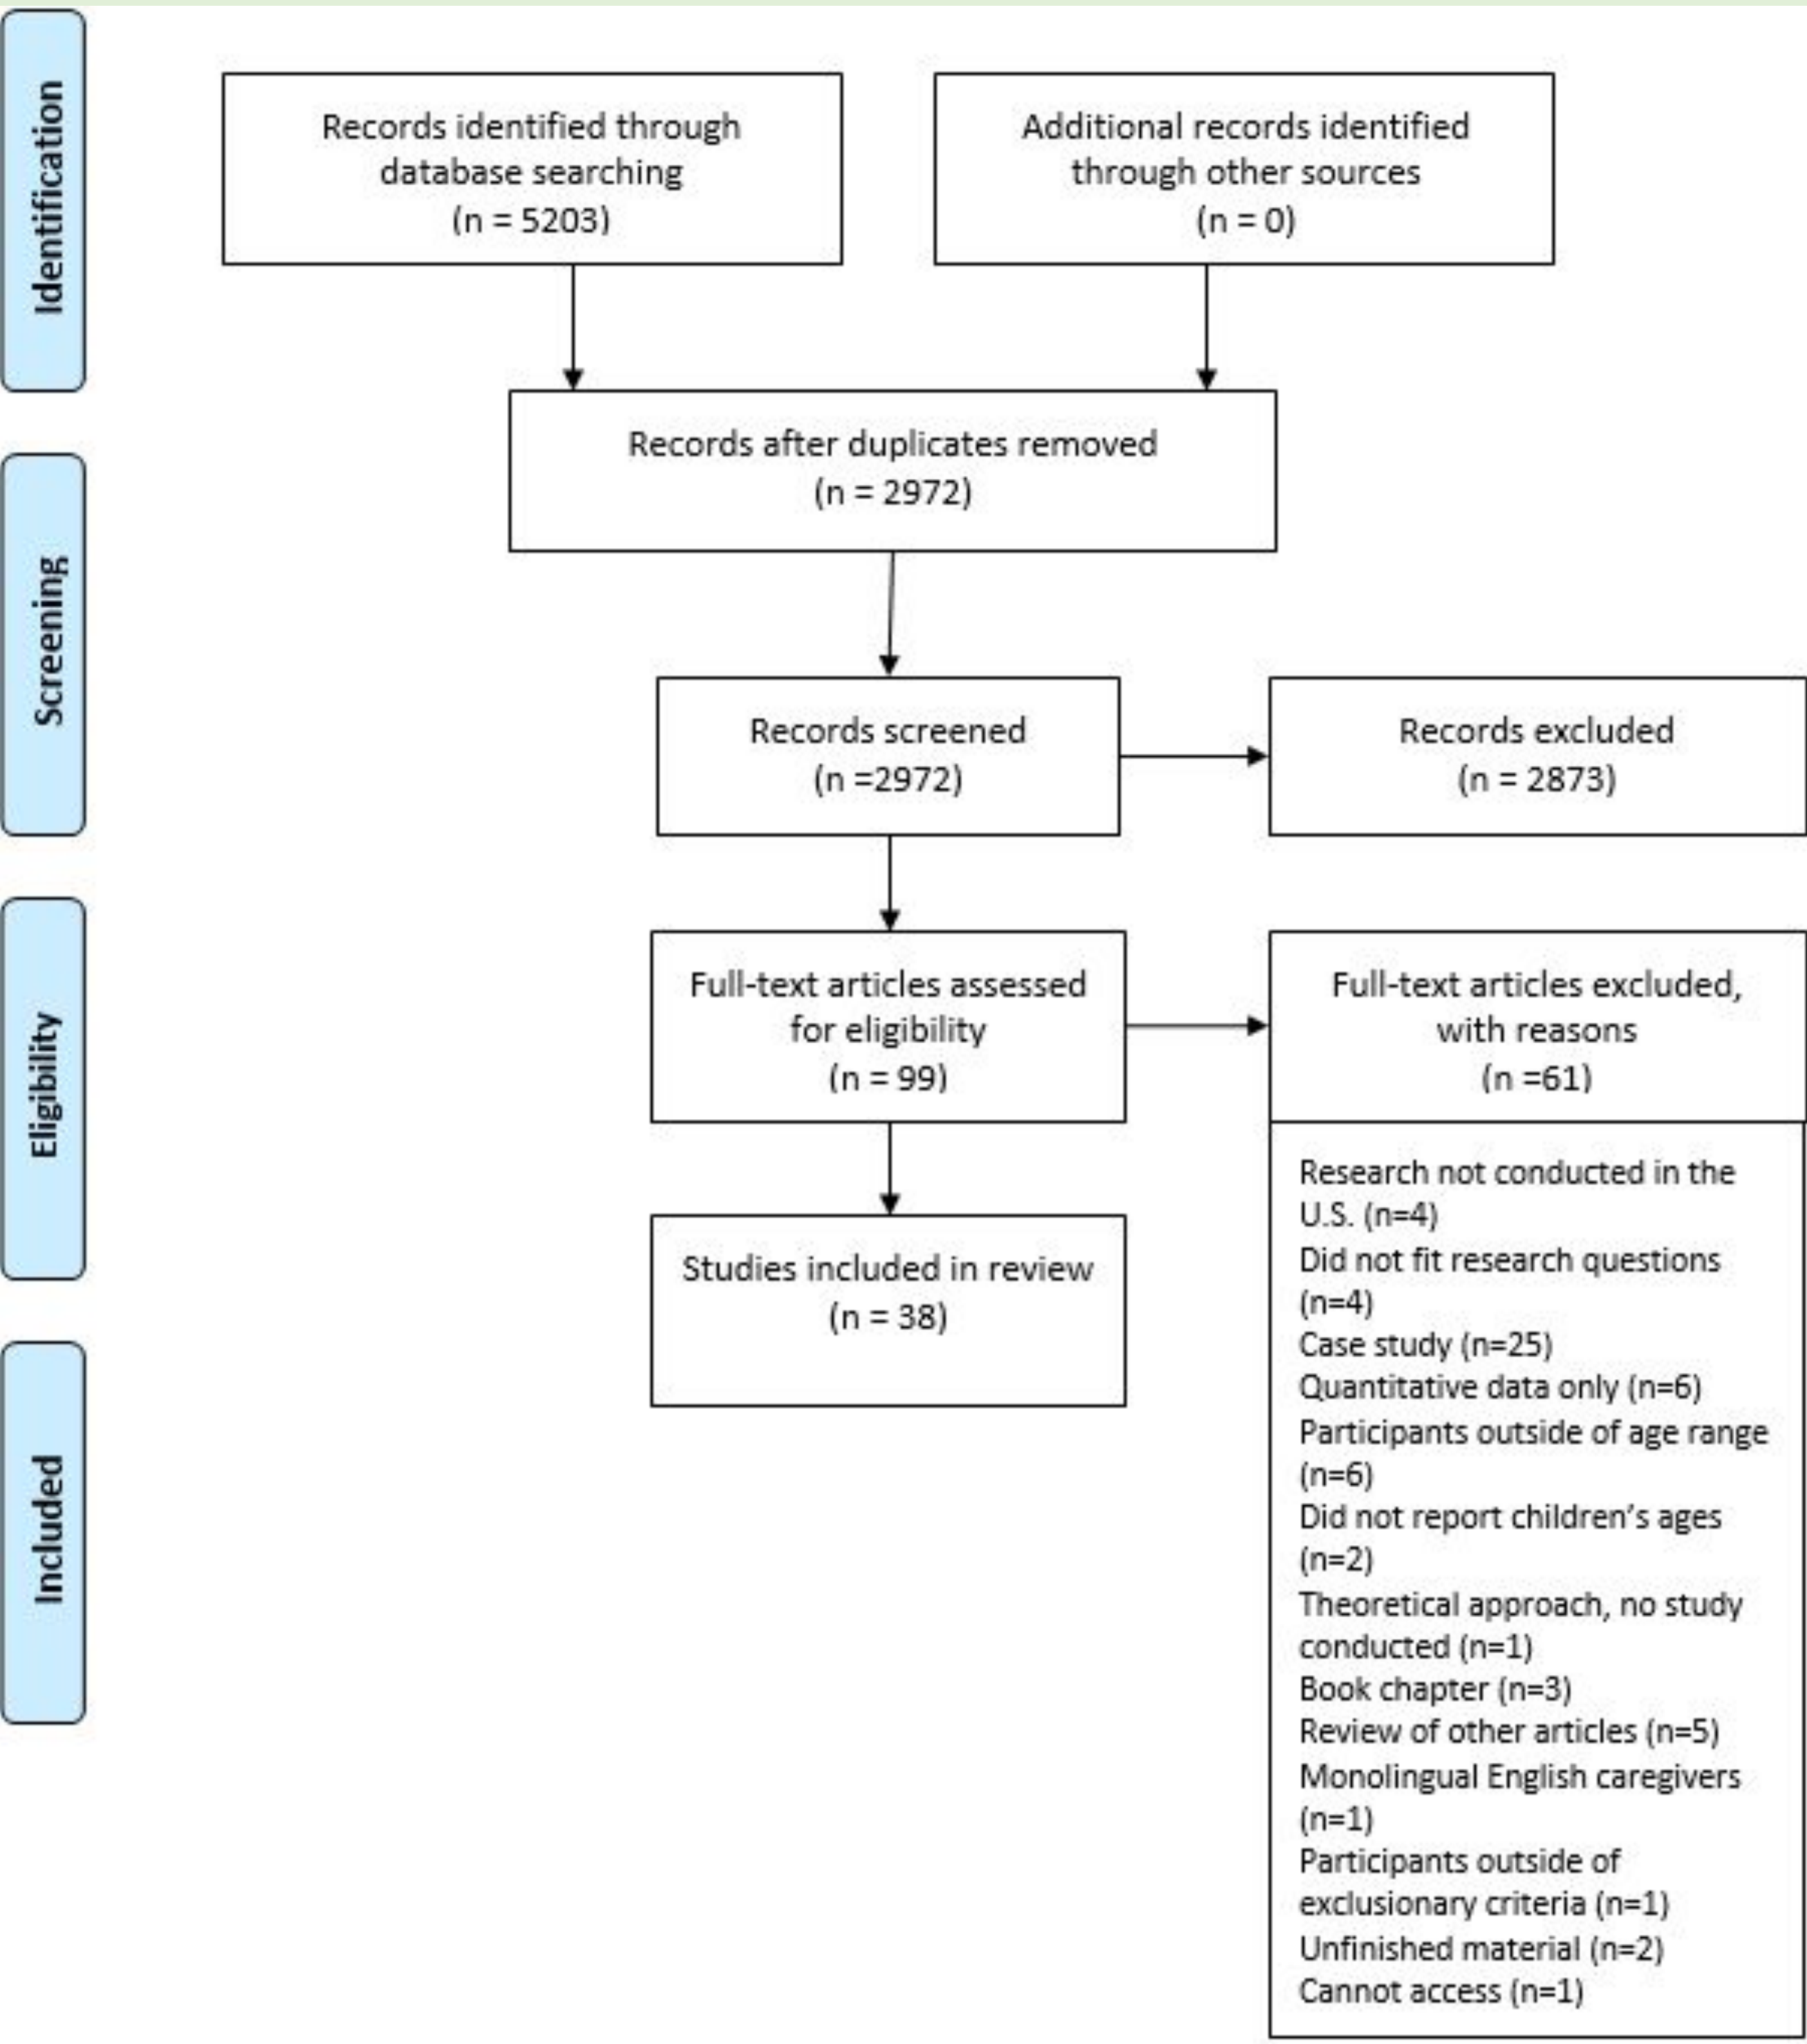 Identification
Records identified through
database searching
(n = 5203)
Additional records identified
through other sources
(n = 0)
Records after duplicates removed
(n = 2972)
Screening
Records screened
(n =2972)
Records excluded
(n = 2873)
Eligibility
Full-text articles assessed
for eligibility
(n = 99)
Full-text articles excluded,
with reasons
(n =61)
Research not conducted in the
U.S. (n=4)
Did not fit research questions
(n=4)
Case study (n=25)
Quantitative data only (n=6)
Participants outside of age range
(n=6)
Did not report children's ages
(n=2)
Theoretical approach, no study
conducted (n=1)
Book chapter (n=3)
Review of other articles (n=5)
Monolingual English caregivers
(n=1)
Participants outside of
exclusionary criteria (n=1)
Unfinished material (n=2)
Cannot access (n=1)
Included
Studies included in review
(n = 38)